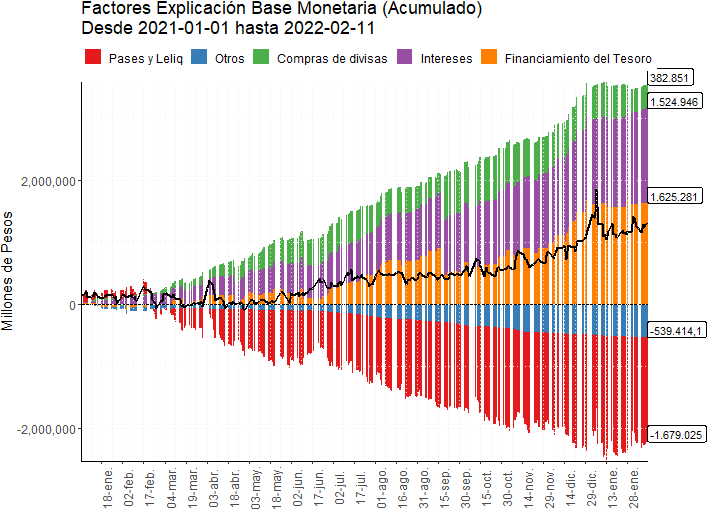 Factores Explicación Base Monetaria (Acumulado)
Desde 2021-01-01 hasta 2022-02-11
Pases y Leliq Otros Compras de divisas Intereses Financiamiento del Tesoro
382.851
1.524.946
1.625.281
-539.414,1
-1.679.025
Millones de Pesos
2,000,000
0
-2,000,000
18-ene.
02-feb.
17-feb.
04-mar.
19-mar.
03-abr.
18-abr.
03-may.
18-may.
02-jun.
17-jun.
02-jul.
17-jul.
01-ago.
16-ago.
31-ago.
15-sep.
30-sep.
15-oct.
30-oct.
14-nov.
29-nov.
14-dic.
29-dic.
13-ene.
28-ene.